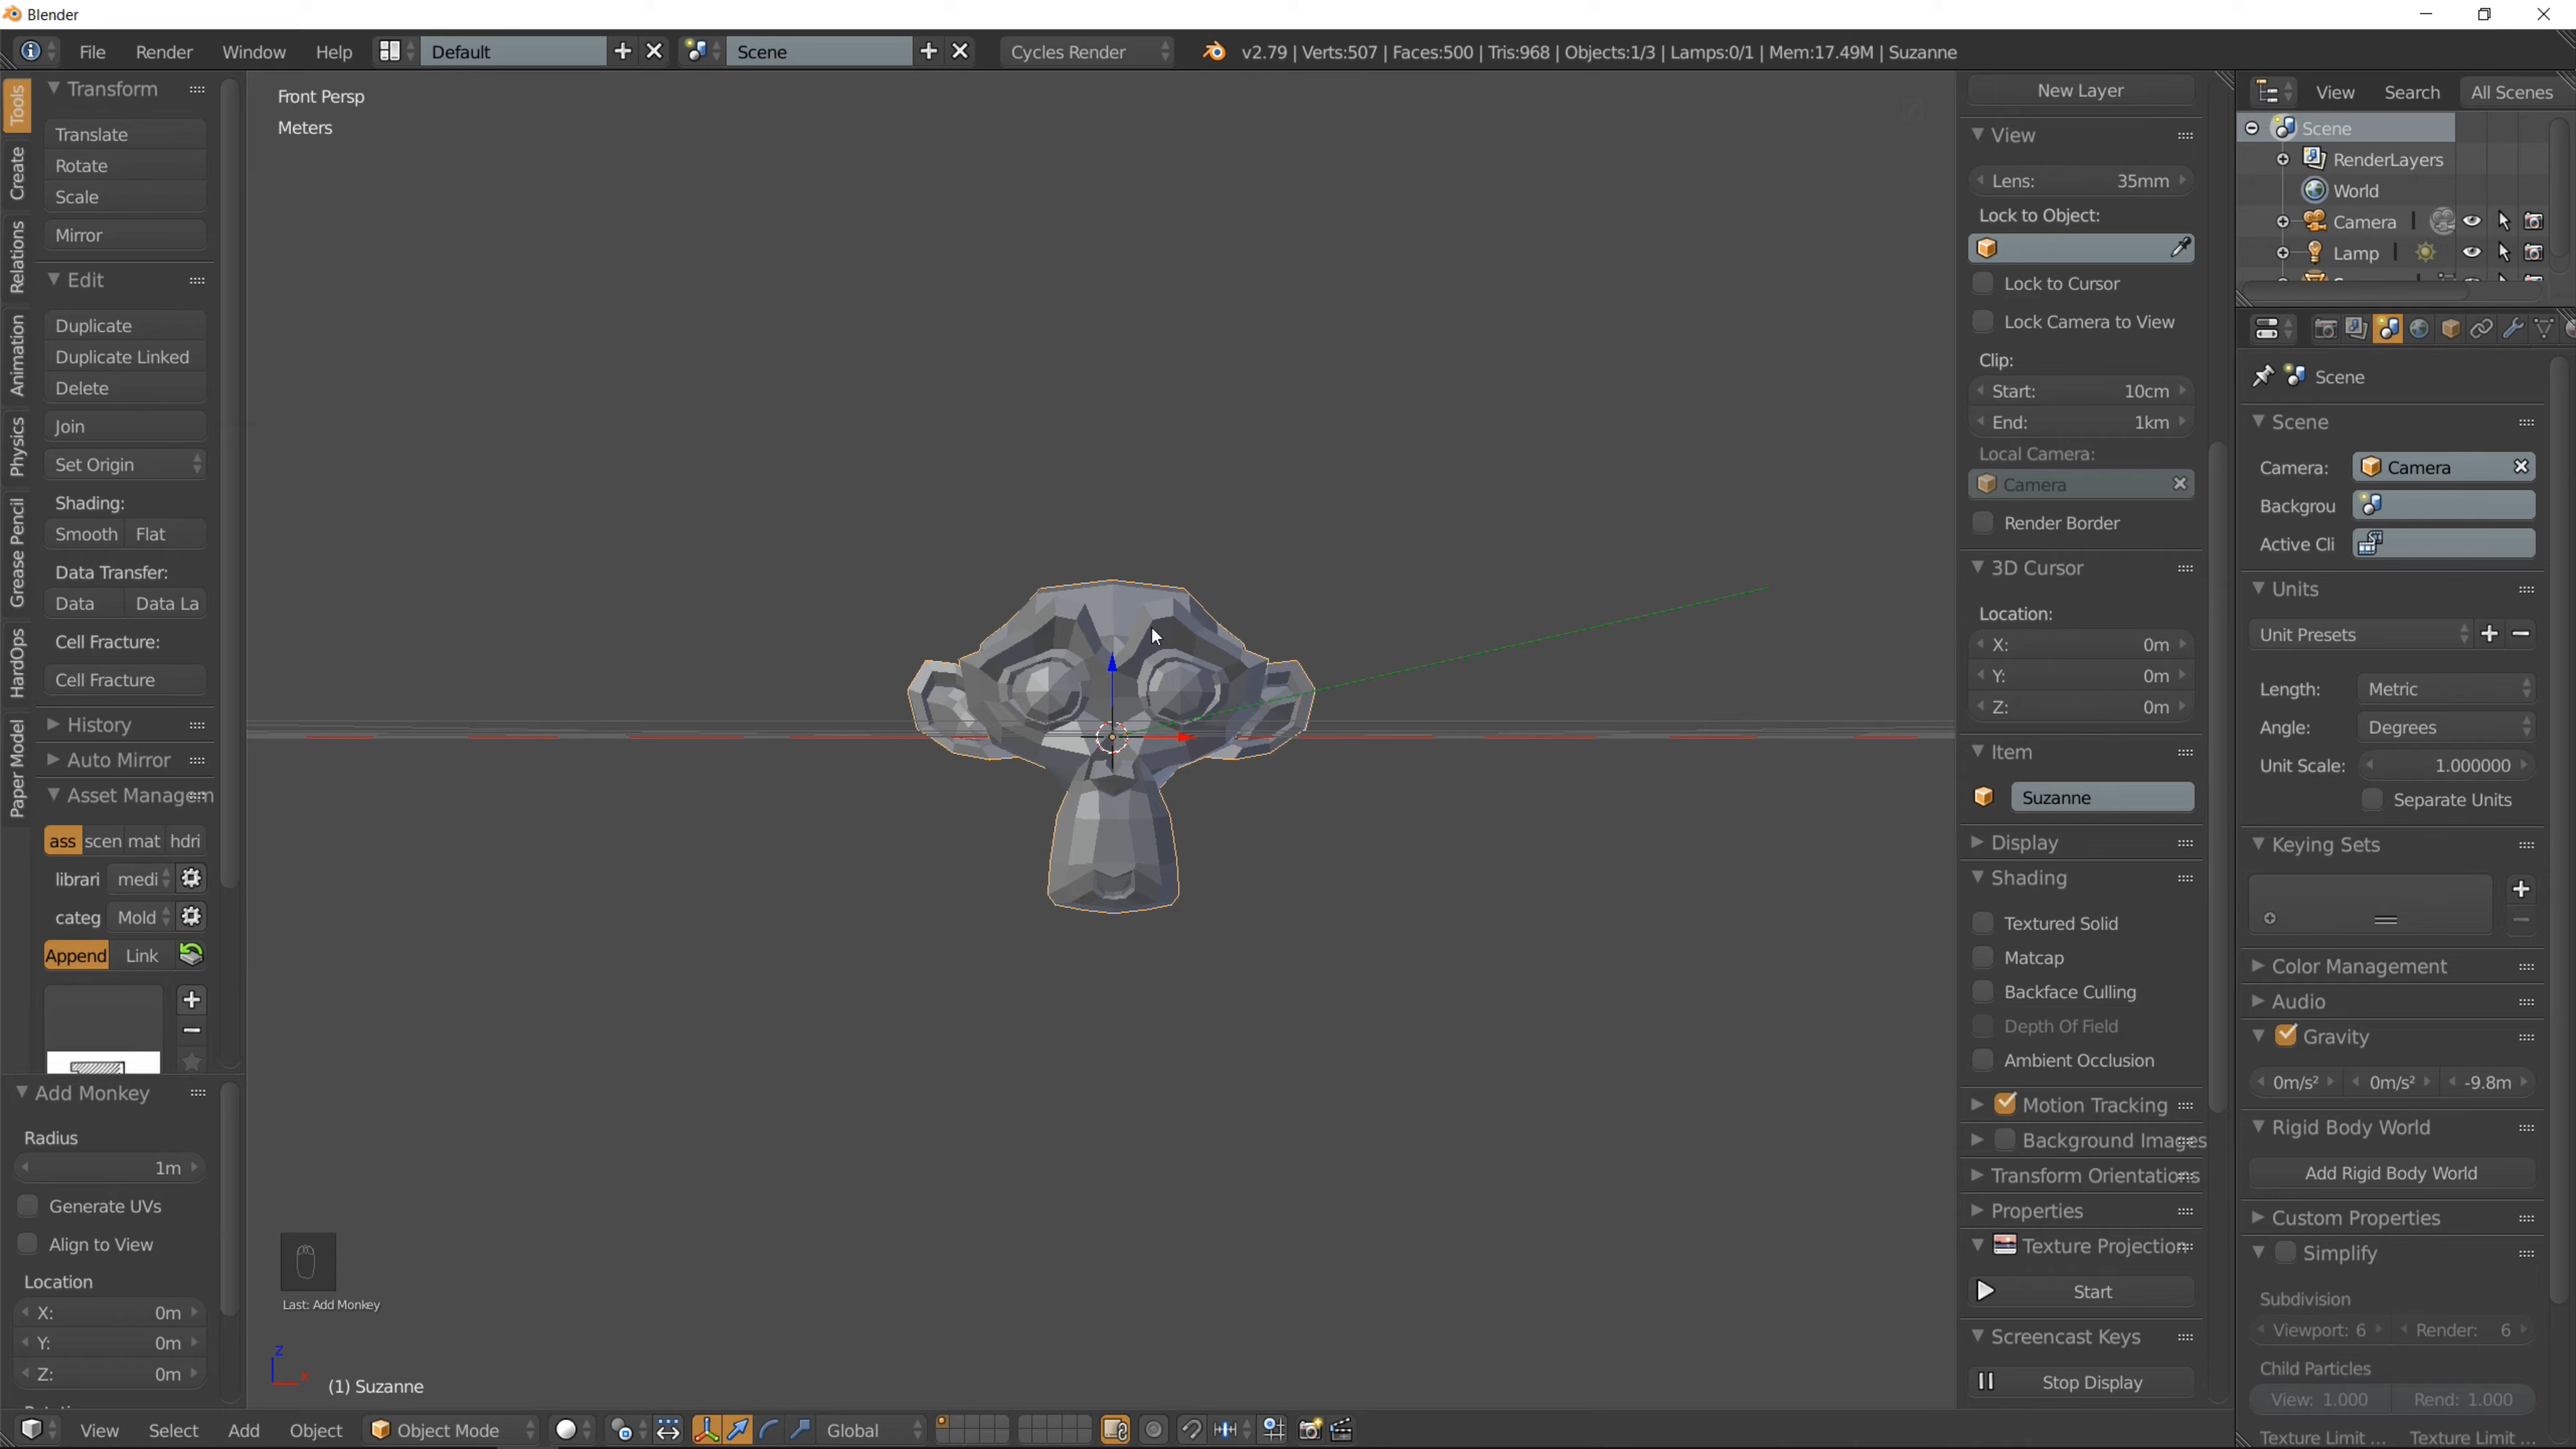 Blender
File Render Window Help Default Scene Cycles Render v2.79 | Verts:507 | Faces:500 | Tris:968 | Objects:1/3 | Lamps:0/1 | Mem:17.49M | Suzanne
Tools
Create
Relations
Animation
Physics
Grease Pencil
HardOps
Paper Model
Transform
Translate
Rotate
Scale
Mirror
Edit
Duplicate
Duplicate Linked
Delete
Join
Set Origin
Shading:
Smooth Flat
Data Transfer:
Data Data La
Cell Fracture:
Cell Fracture
History
Auto Mirror
Asset Managem
ass scen mat hdri
librari medi
categ Mold
Append Link
Add Monkey
Radius
1m
Generate UVs
Align to View
Location
X: 0m
Y: 0m
Z: 0m
Front Persp
Meters
Last: Add Monkey
z
x
(1) Suzanne
View Select Add Object Object Mode Global
New Layer
View
Lens: 35mm
Lock to Object:
Lock to Cursor
Lock Camera to View
Clip:
Start: 10cm
End: 1km
Local Camera:
Camera
Render Border
3D Cursor
Location:
X: 0m
Y: 0m
Z: 0m
Item
Suzanne
Display
Shading
Textured Solid
Matcap
Backface Culling
Depth Of Field
Ambient Occlusion
Motion Tracking
Background Images
Transform Orientations
Properties
Texture Projection
Start
Screencast Keys
Stop Display
View Search All Scenes
Scene
RenderLayers
World
Camera
Lamp
Scene
Scene
Camera: Camera
Backgrou
Active Cli
Units
Unit Presets
Length: Metric
Angle: Degrees
Unit Scale: 1.000000
Separate Units
Keying Sets
Color Management
Audio
Gravity
0m/s² 0m/s² -9.8m
Rigid Body World
Add Rigid Body World
Custom Properties
Simplify
Subdivision
Viewport: 6 Render: 6
Child Particles
View: 1.000 Rend: 1.000
Texture Limit ... Texture Limit ...